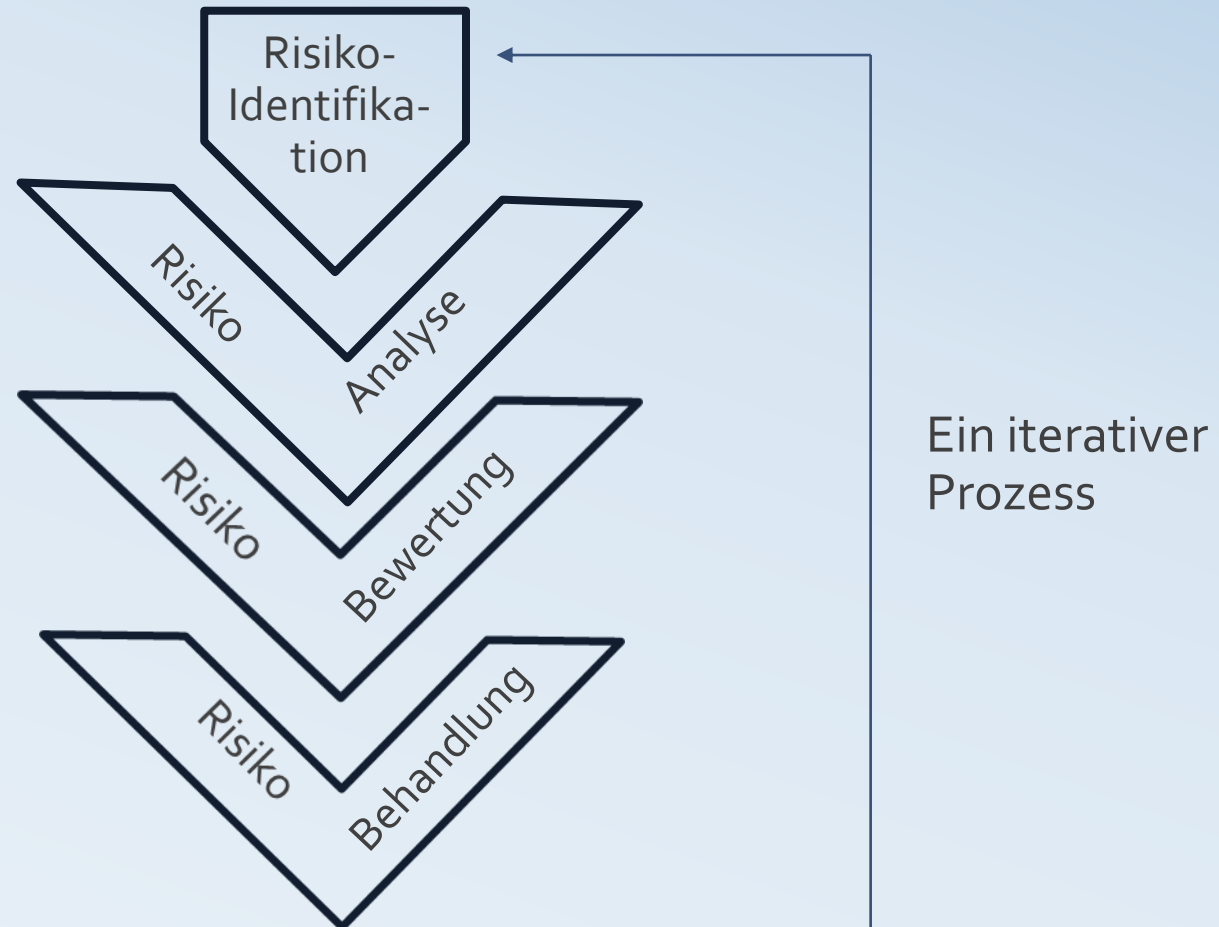 Risiko-
Identifika-
tion
Risiko Analyse
Risiko Bewertung
Risiko Behandlung
Ein iterativer
Prozess